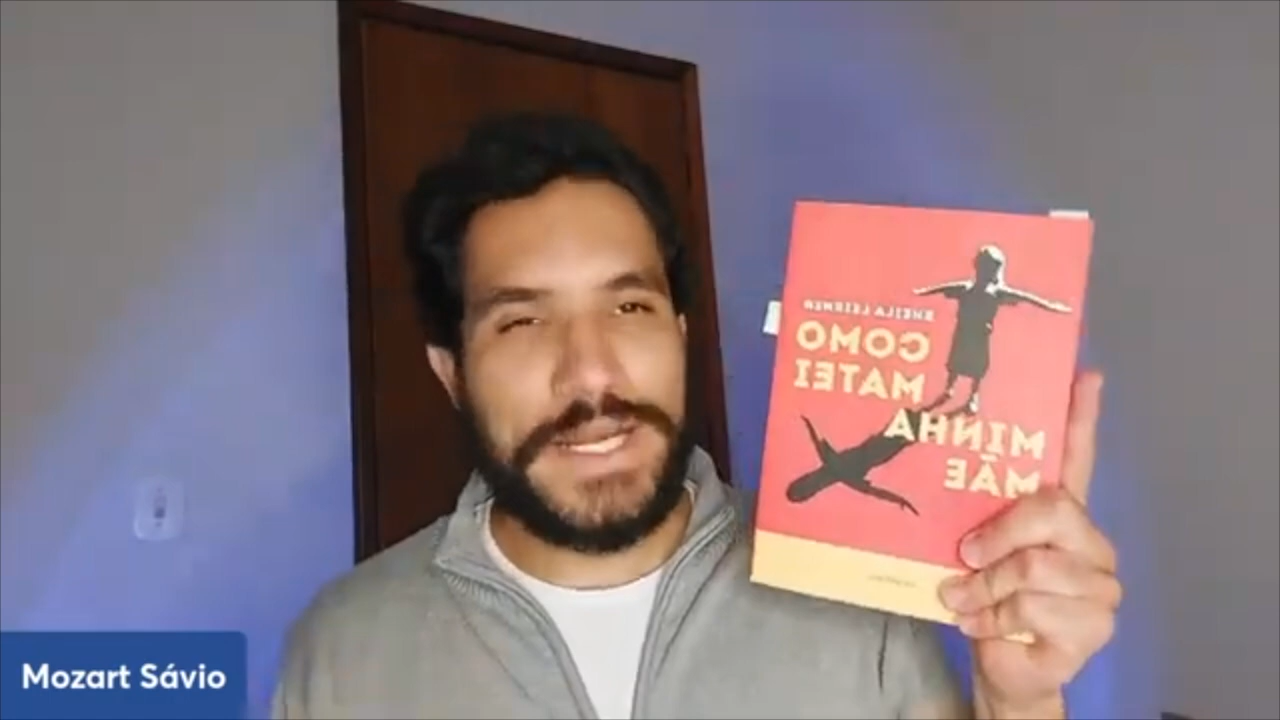 SHEILA LEIRNER
COMO
MATEI
MINHA
MÃE
Mozart Sávio